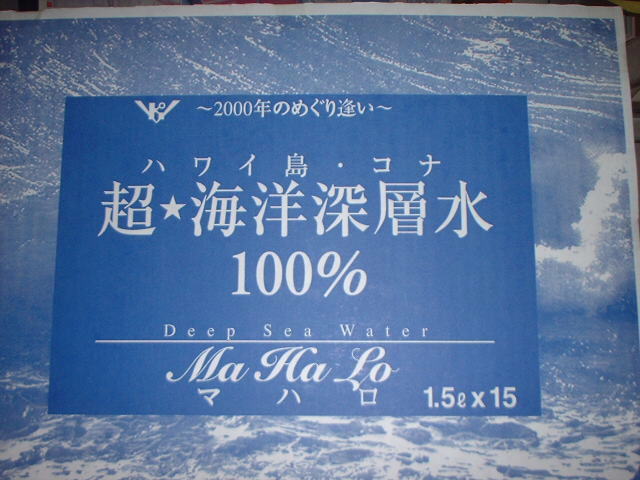 ～2000年のめぐり逢い～
ハワイ島・コナ
超★海洋深層水
100%
Deep Sea Water
Ma Ha Lo
マハロ
1.5ℓ x 15